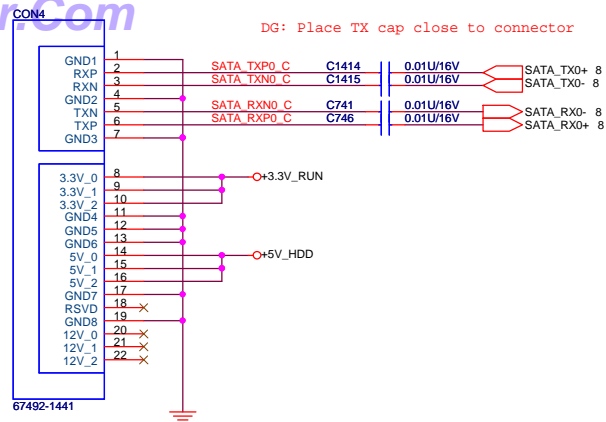 r.Com
CON4
DG: Place TX cap close to connector
GND1 1
RXP 2 SATA_TXP0_C C1414 0.01U/16V SATA_TX0+ 8
RXN 3 SATA_TXN0_C C1415 0.01U/16V SATA_TX0- 8
GND2 4
TXN 5 SATA_RXN0_C C741 0.01U/16V SATA_RX0- 8
TXP 6 SATA_RXP0_C C746 0.01U/16V SATA_RX0+ 8
GND3 7
3.3V_0 8 +3.3V_RUN
3.3V_1 9
3.3V_2 10
GND4 11
GND5 12
GND6 13
5V_0 14 +5V_HDD
5V_1 15
5V_2 16
GND7 17
RSVD 18
GND8 19
12V_0 20
12V_1 21
12V_2 22
67492-1441